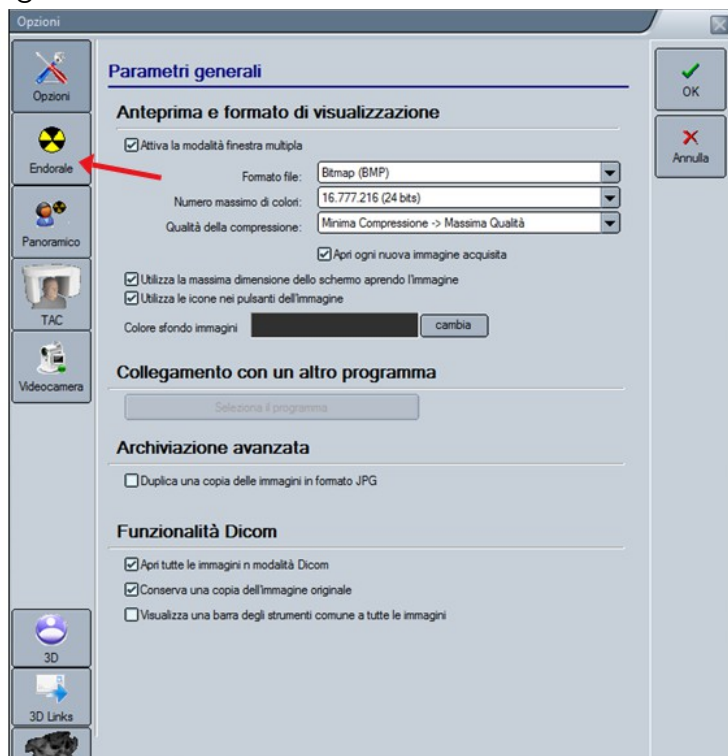 Opzioni
Opzioni
Endorale
Panoramico
TAC
Videocamera
3D
3D Links
Parametri generali
Anteprima e formato di visualizzazione
Attiva la modalità finestra multipla
Formato file: Bitmap (BMP)
Numero massimo di colori: 16.777.216 (24 bits)
Qualità della compressione: Minima Compressione -> Massima Qualità
Apri ogni nuova immagine acquisita
Utilizza la massima dimensione dello schermo aprendo l'immagine
Utilizza le icone nei pulsanti dell'immagine
Colore sfondo immagini cambia
Collegamento con un altro programma
Seleziona il programma
Archiviazione avanzata
Duplica una copia delle immagini in formato JPG
Funzionalità Dicom
Apri tutte le immagini n modalità Dicom
Conserva una copia dell'immagine originale
Visualizza una barra degli strumenti comune a tutte le immagini
OK
Annulla